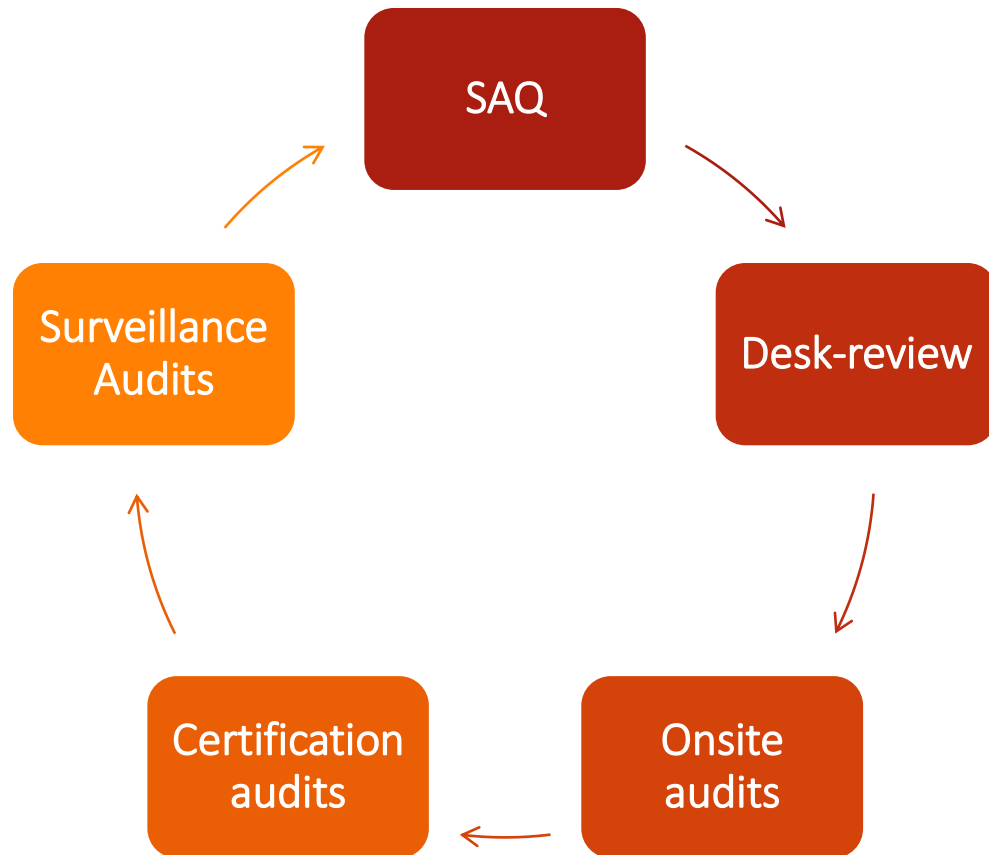 SAQ
Desk-review
Onsite
audits
Certification
audits
Surveillance
Audits